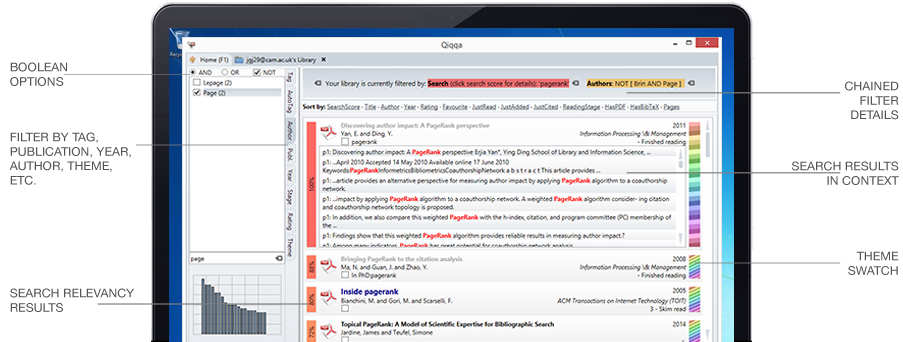 Qiqqa
Recycle
Home (F1) jgj29@cam.ac.uk's Library
AND OR NOT
Lepage (2)
Page (2)
Tag
AutoTag
Author
Publ.
Year
Stage
Rating
Theme
page
Your library is currently filtered by: Search (click search score for details): 'pagerank' Authors: NOT [ Brin AND Page ]
Sort by: SearchScore · Title · Author · Year · Rating · Favourite · JustRead · JustAdded · JustCited · ReadingStage · HasPDF · HasBibTeX · Pages
100%
Discovering author impact: A PageRank perspective 2011
Yan, E. and Ding, Y. Information Processing \& Management
pagerank - Finished reading
p1: Discovering author impact: A PageRank perspective Erjia Yan*, Ying Ding School of Library and Information Science, ...
p1: ...April 2010 Accepted 14 May 2010 Available online 17 June 2010
Keywords:PageRankInformetricsBibliometricsCoauthorshipNetwork a b s t r a c t This article provides ...
p1: ...article provides an alternative perspective for measuring author impact by applying PageRank algorithm to a coauthorship
network.
p1: ...impact by applying PageRank algorithm to a coauthorship network. A weighted PageRank algorithm consider- ing citation
and coauthorship network topology is proposed.
p1: In addition, we also compare this weighted PageRank with the h-index, citation, and program committee (PC) membership of
the ...
p1: Findings show that this weighted PageRank algorithm provides reliable results in measuring author impact.?
p1: Among many indicators, PageRank has great potential for coauthorship network analysis.
88%
Bringing PageRank to the citation analysis 2008
Ma, N. and Guan, J. and Zhao, Y. Information Processing \& Management
In PhD;pagerank - Finished reading
80%
Inside pagerank 2005
Bianchini, M. and Gori, M. and Scarselli, F. ACM Transactions on Internet Technology (TOIT)
3 - Skim read
72%
Topical PageRank: A Model of Scientific Expertise for Bibliographic Search 2014
Jardine, James and Teufel, Simone
BOOLEAN
OPTIONS
FILTER BY TAG,
PUBLICATION, YEAR,
AUTHOR, THEME,
ETC.
SEARCH RELEVANCY
RESULTS
CHAINED
FILTER
DETAILS
SEARCH RESULTS
IN CONTEXT
THEME
SWATCH